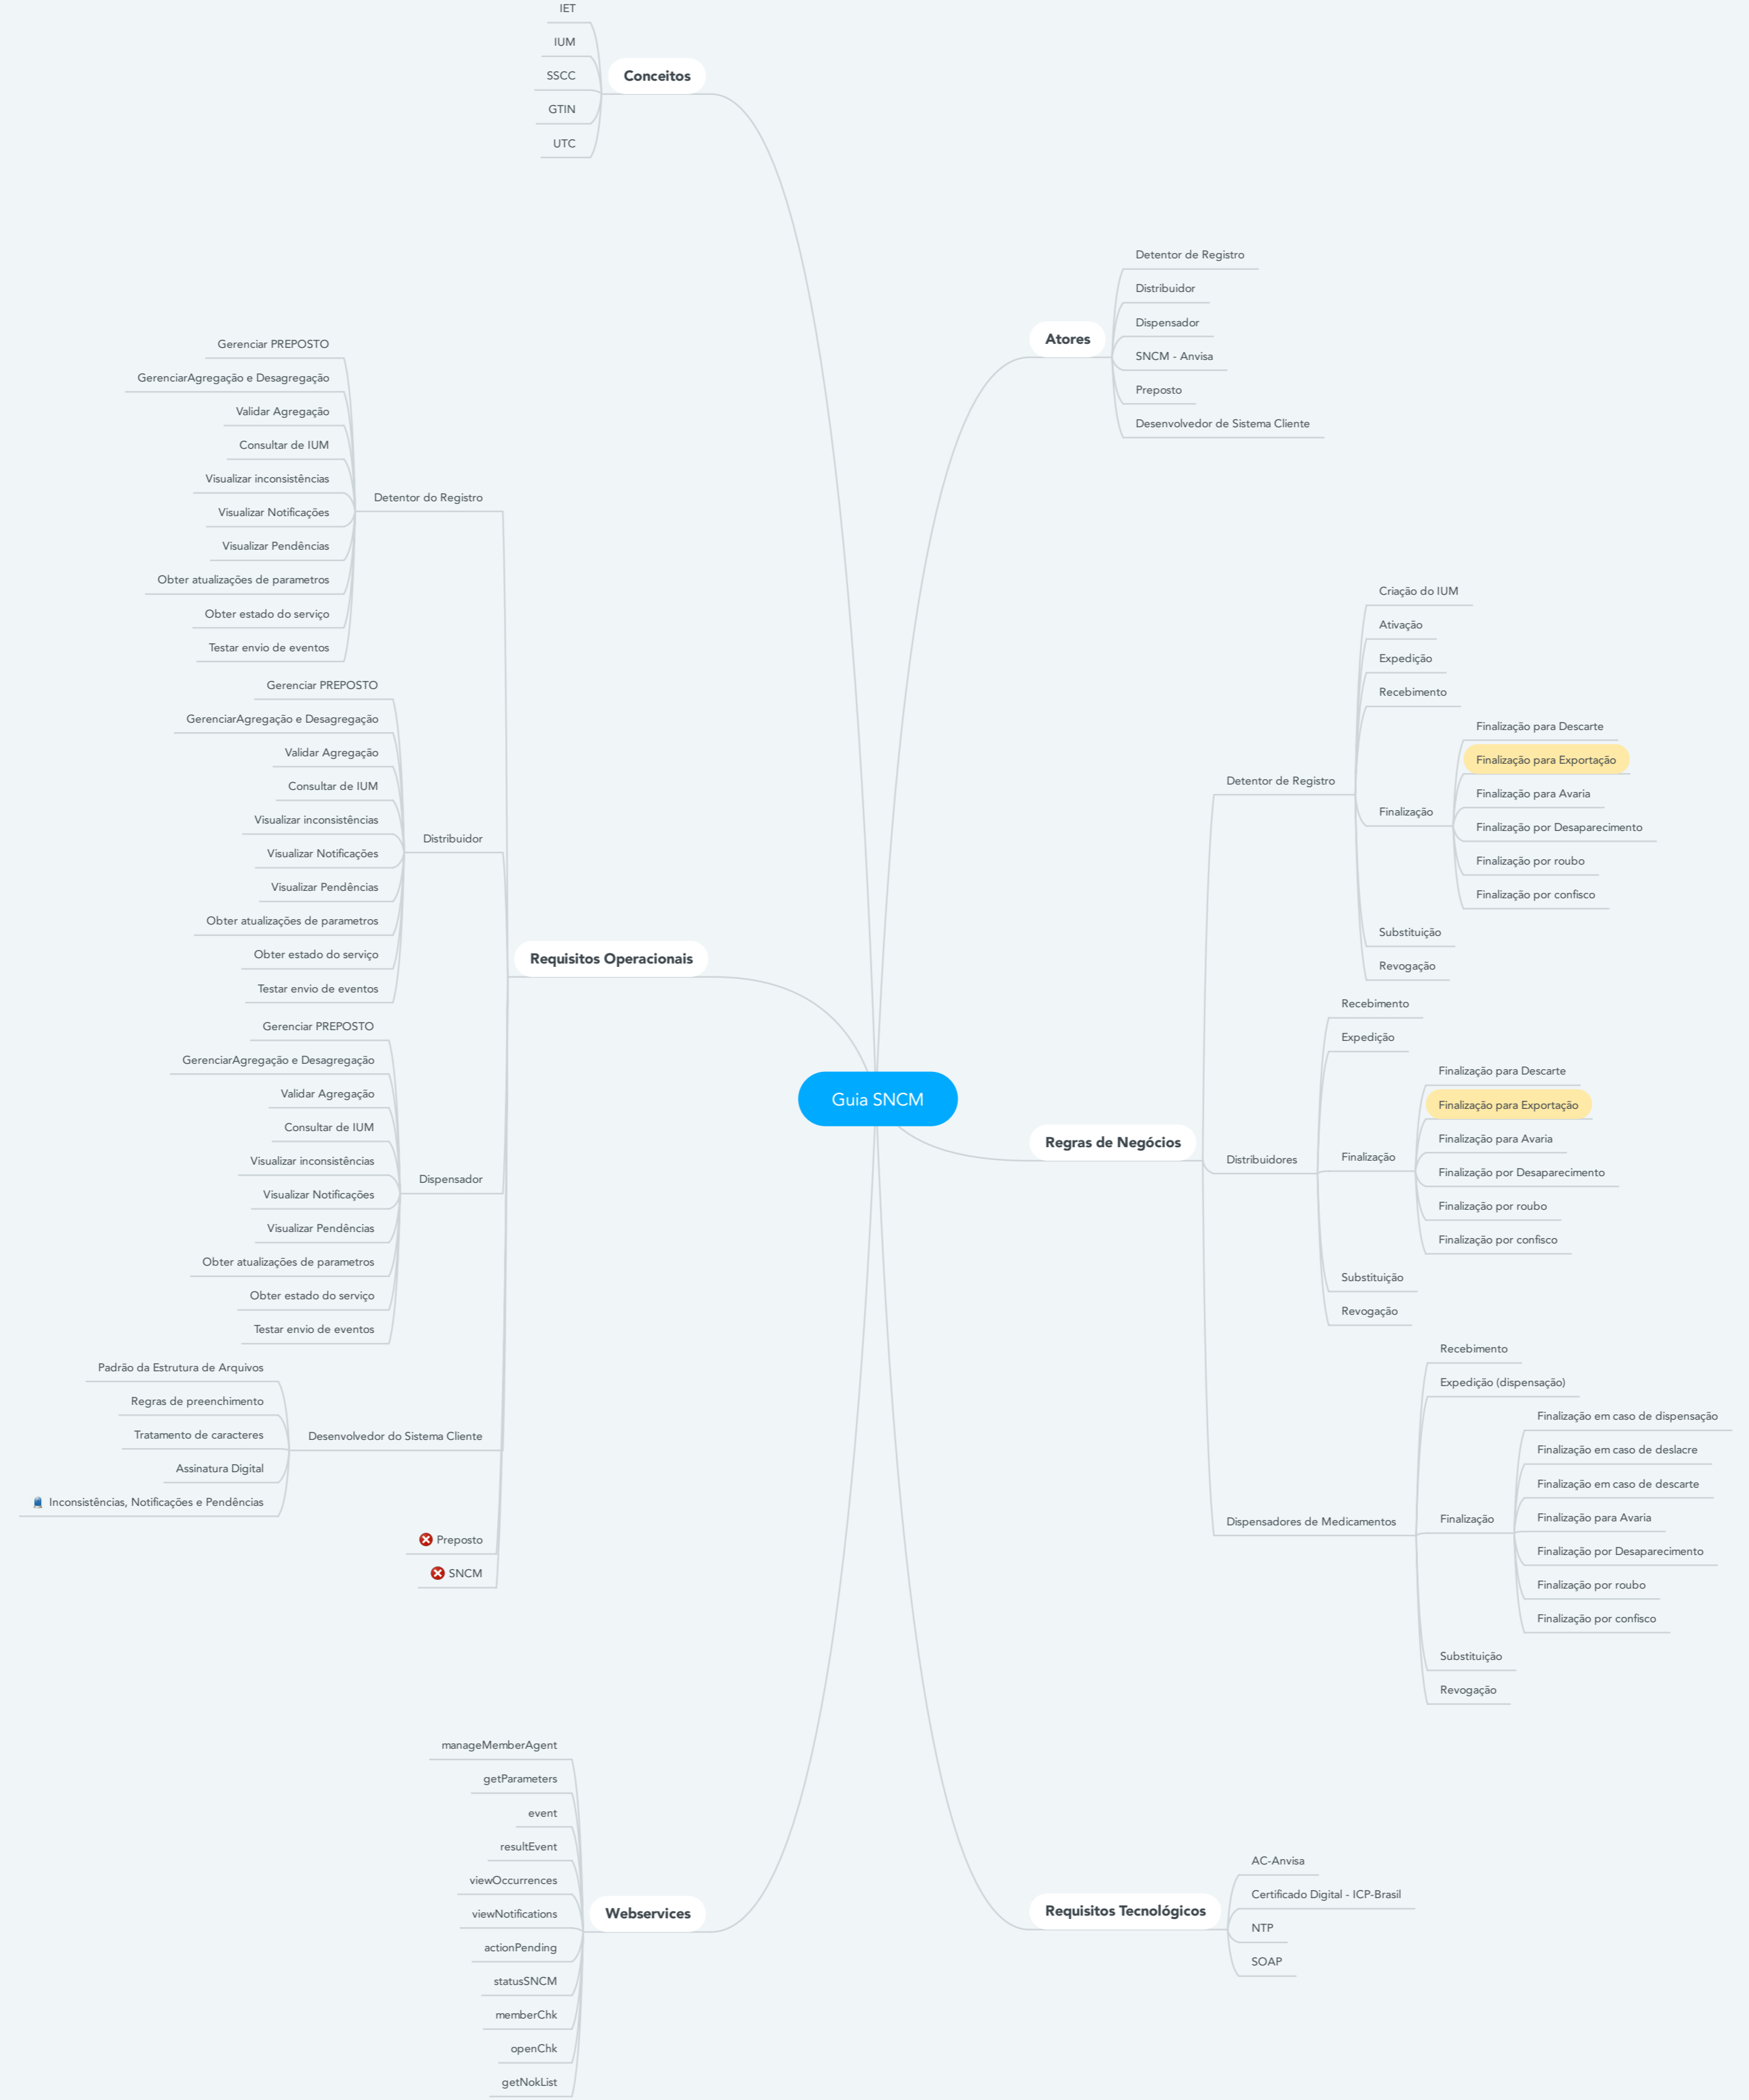 Guia SNCM
Conceitos
IET
IUM
SSCC
GTIN
UTC
Requisitos Operacionais
Detentor do Registro
Gerenciar PREPOSTO
GerenciarAgregação e Desagregação
Validar Agregação
Consultar de IUM
Visualizar inconsistências
Visualizar Notificações
Visualizar Pendências
Obter atualizações de parametros
Obter estado do serviço
Testar envio de eventos
Distribuidor
Gerenciar PREPOSTO
GerenciarAgregação e Desagregação
Validar Agregação
Consultar de IUM
Visualizar inconsistências
Visualizar Notificações
Visualizar Pendências
Obter atualizações de parametros
Obter estado do serviço
Testar envio de eventos
Dispensador
Gerenciar PREPOSTO
GerenciarAgregação e Desagregação
Validar Agregação
Consultar de IUM
Visualizar inconsistências
Visualizar Notificações
Visualizar Pendências
Obter atualizações de parametros
Obter estado do serviço
Testar envio de eventos
Desenvolvedor do Sistema Cliente
Padrão da Estrutura de Arquivos
Regras de preenchimento
Tratamento de caracteres
Assinatura Digital
Inconsistências, Notificações e Pendências
Preposto
SNCM
Webservices
manageMemberAgent
getParameters
event
resultEvent
viewOccurrences
viewNotifications
actionPending
statusSNCM
memberChk
openChk
getNokList
Atores
Detentor de Registro
Distribuidor
Dispensador
SNCM - Anvisa
Preposto
Desenvolvedor de Sistema Cliente
Regras de Negócios
Detentor de Registro
Criação do IUM
Ativação
Expedição
Recebimento
Finalização
Finalização para Descarte
Finalização para Exportação
Finalização para Avaria
Finalização por Desaparecimento
Finalização por roubo
Finalização por confisco
Substituição
Revogação
Distribuidores
Recebimento
Expedição
Finalização
Finalização para Descarte
Finalização para Exportação
Finalização para Avaria
Finalização por Desaparecimento
Finalização por roubo
Finalização por confisco
Substituição
Revogação
Dispensadores de Medicamentos
Recebimento
Expedição (dispensação)
Finalização
Finalização em caso de dispensação
Finalização em caso de deslacre
Finalização em caso de descarte
Finalização para Avaria
Finalização por Desaparecimento
Finalização por roubo
Finalização por confisco
Substituição
Revogação
Requisitos Tecnológicos
AC-Anvisa
Certificado Digital - ICP-Brasil
NTP
SOAP